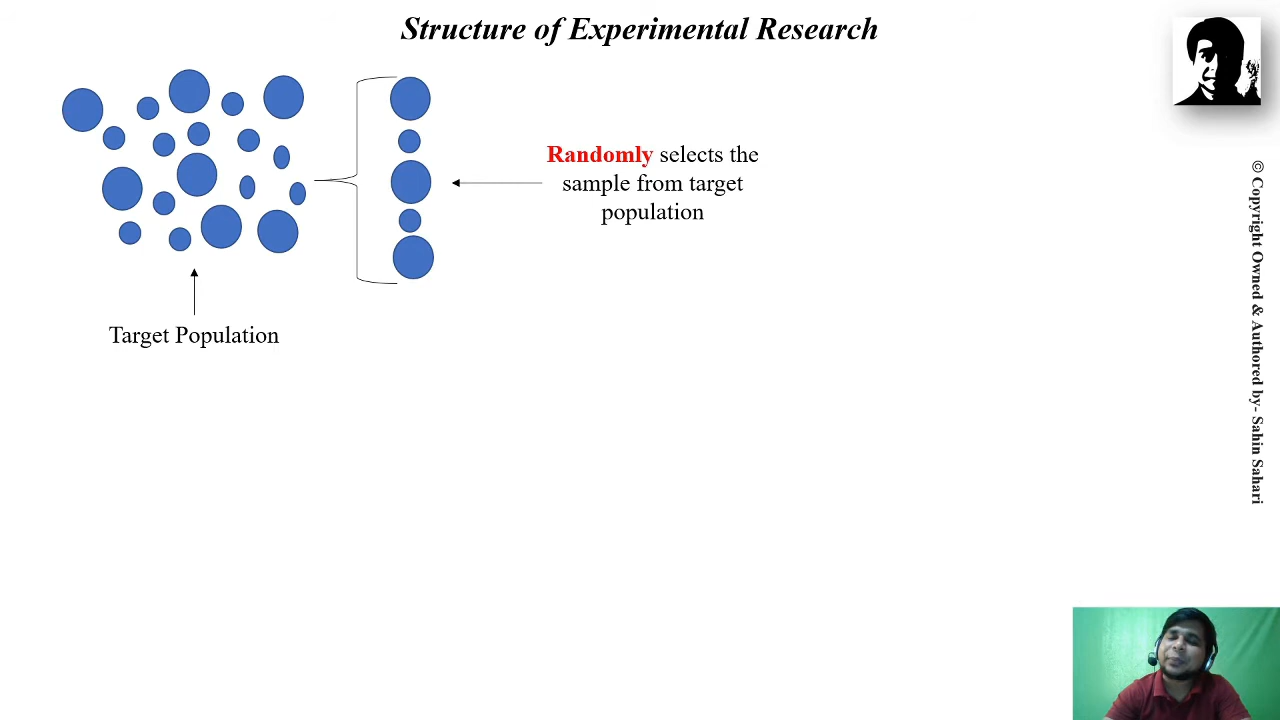 Structure of Experimental Research
Randomly selects the
sample from target
population
Target Population
© Copyright Owned & Authored by- Sahin Sahari